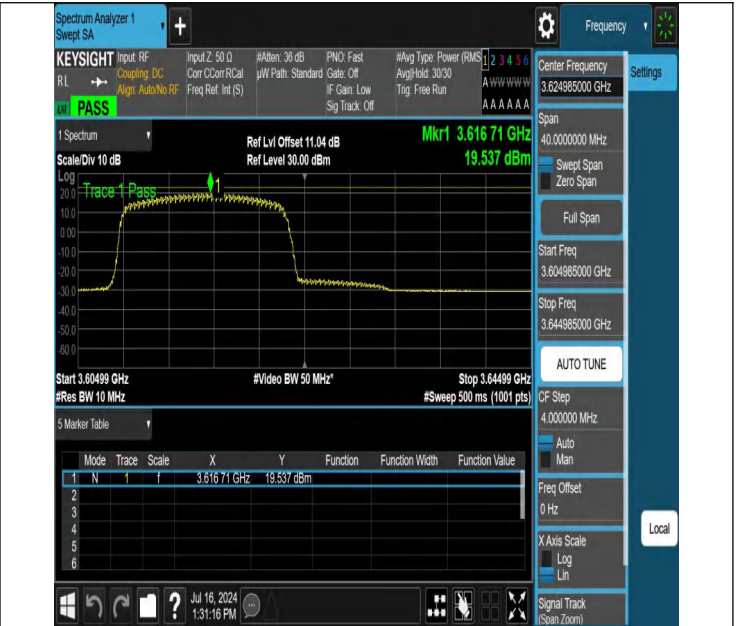 Spectrum Analyzer 1
Swept SA
+
Frequency
KEYSIGHT
RL
LXI
PASS
Input: RF
Coupling: DC
Align: Auto/No RF
Input Z: 50 Ω
Corr CCorr RCal
Freq Ref: Int (S)
#Atten: 36 dB
µW Path: Standard
PNO: Fast
Gate: Off
IF Gain: Low
Sig Track: Off
#Avg Type: Power (RMS
Avg|Hold: 30/30
Trig: Free Run
1 2 3 4 5 6
A W W W W W
A A A A A A
1 Spectrum
Scale/Div 10 dB
Ref Lvl Offset 11.04 dB
Ref Level 30.00 dBm
Mkr1 3.616 71 GHz
19.537 dBm
Log
Trace 1 Pass
1
20.0
10.0
0.00
-10.0
-20.0
-30.0
-40.0
-50.0
-60.0
Start 3.60499 GHz
#Res BW 10 MHz
#Video BW 50 MHz*
Stop 3.64499 GHz
#Sweep 500 ms (1001 pts)
5 Marker Table
Mode Trace Scale X Y Function Function Width Function Value
1 N 1 f 3.616 71 GHz 19.537 dBm
2
3
4
5
6
Center Frequency
3.624985000 GHz
Settings
Span
40.0000000 MHz
Swept Span
Zero Span
Full Span
Start Freq
3.604985000 GHz
Stop Freq
3.644985000 GHz
AUTO TUNE
CF Step
4.000000 MHz
Auto
Man
Freq Offset
0 Hz
X Axis Scale
Log
Lin
Local
Signal Track
(Span Zoom)
?
Jul 16, 2024
1:31:16 PM